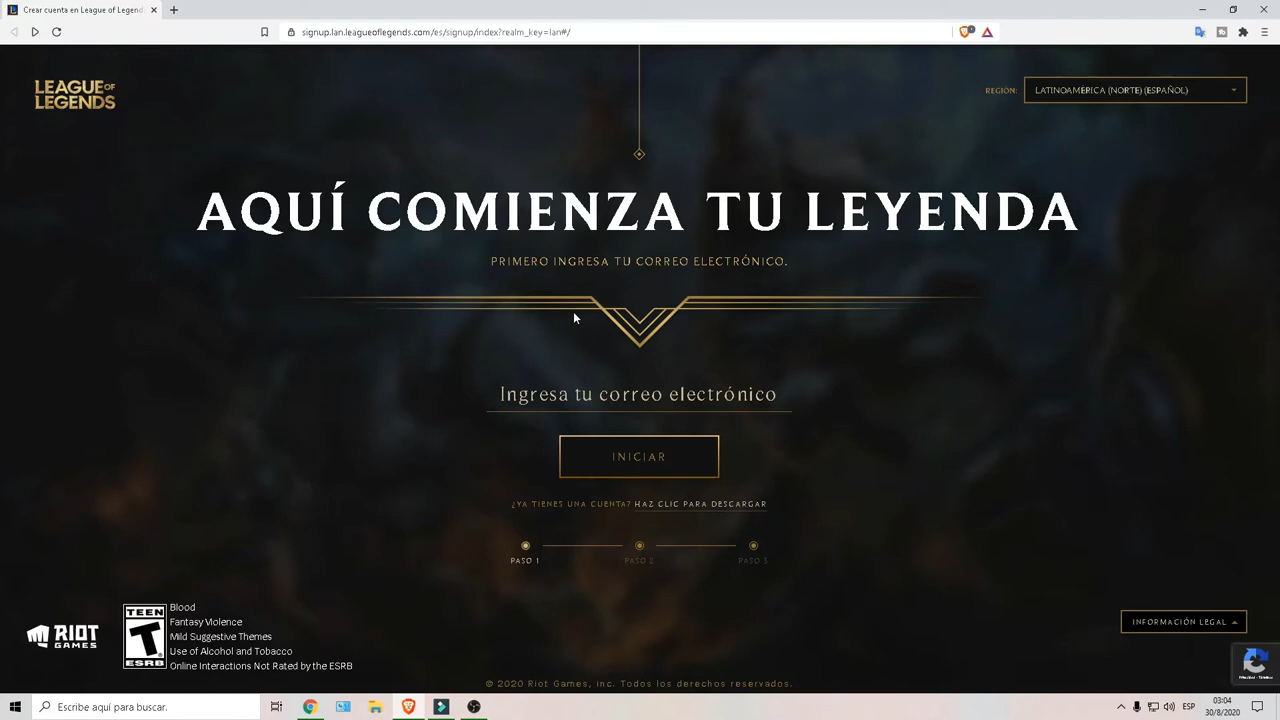 Crear cuenta en League of Legend
signup.lan.leagueoflegends.com/es/signup/index?realm_key=lan#/
LEAGUE OF
LEGENDS
REGIÓN:
LATINOAMÉRICA (NORTE) (ESPAÑOL)
AQUÍ COMIENZA TU LEYENDA
PRIMERO INGRESA TU CORREO ELECTRÓNICO.
Ingresa tu correo electrónico
INICIAR
¿YA TIENES UNA CUENTA? HAZ CLIC PARA DESCARGAR
PASO 1
PASO 2
PASO 3
RIOT
GAMES
TEEN
T
ESRB
Blood
Fantasy Violence
Mild Suggestive Themes
Use of Alcohol and Tobacco
Online Interactions Not Rated by the ESRB
INFORMACIÓN LEGAL
Privacidad - Términos
© 2020 Riot Games, inc. Todos los derechos reservados.
Escribe aquí para buscar.
ESP
03:04
30/8/2020